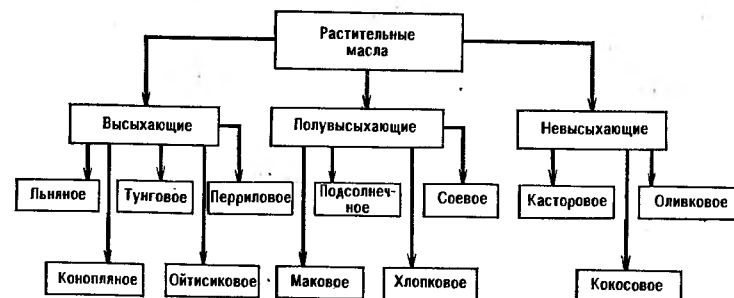 Растительные
масла
Высыхающие
Полувысыхающие
Невысыхающие
Льняное
Тунговое
Перриловое
Подсолнеч-
ное
Соевое
Касторовое
Оливковое
Конопляное
Ойтисиковое
Маковое
Хлопковое
Кокосовое